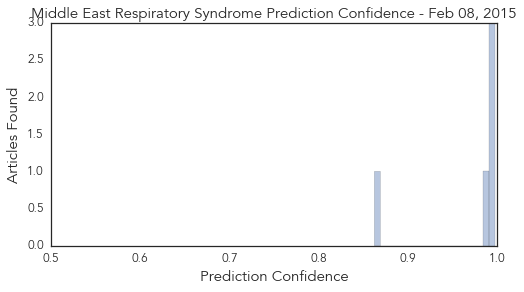 Middle East Respiratory Syndrome Prediction Confidence - Feb 08, 2015
3.0
2.5
2.0
1.5
1.0
0.5
0.0
Articles Found
0.5 0.6 0.7 0.8 0.9 1.0
Prediction Confidence